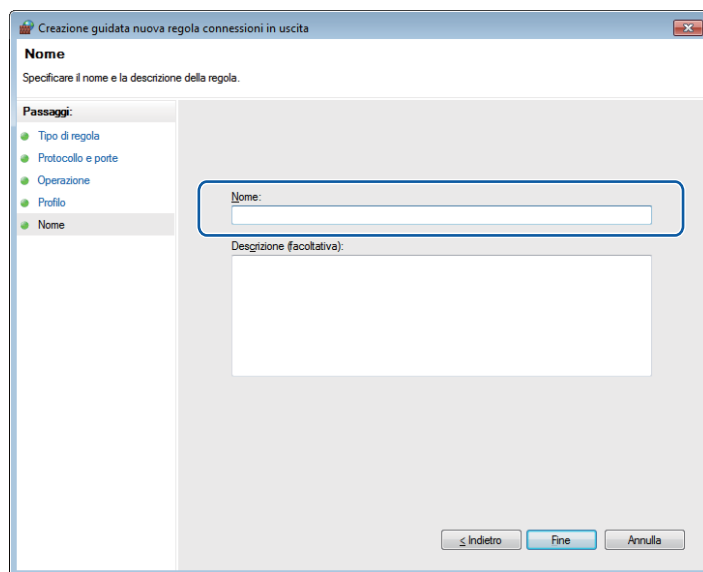 Creazione guidata nuova regola connessioni in uscita
Nome
Specificare il nome e la descrizione della regola.
Passaggi:
Tipo di regola
Protocollo e porte
Operazione
Profilo
Nome
Nome:
Descrizione (facoltativa):
< Indietro
Fine
Annulla